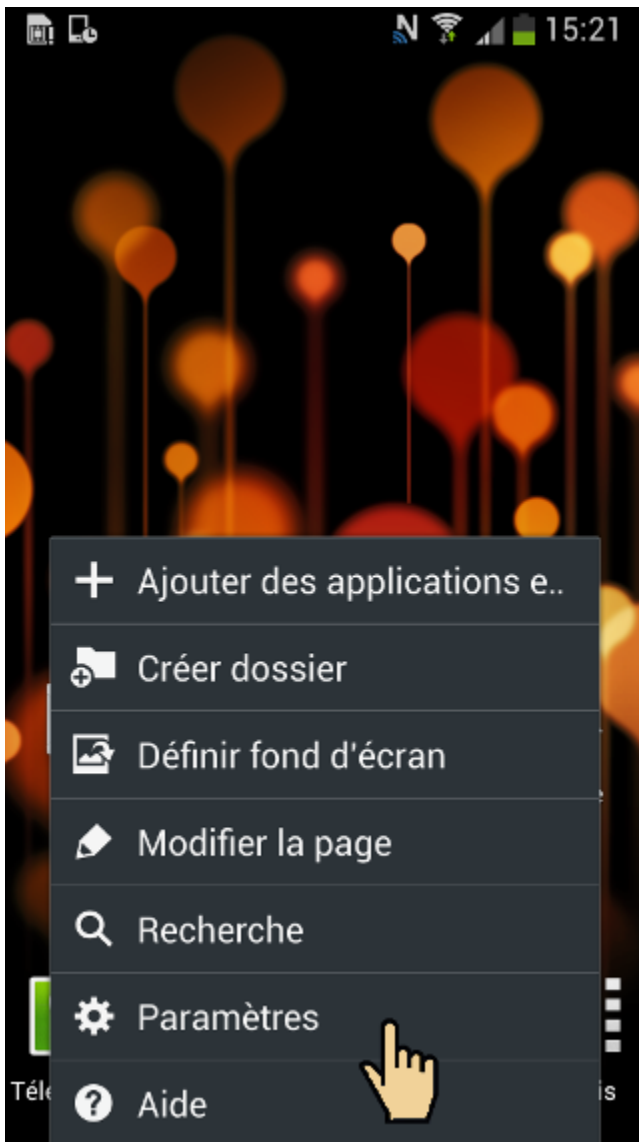 15:21
Ajouter des applications e..
Créer dossier
Définir fond d'écran
Modifier la page
Recherche
Paramètres
Aide